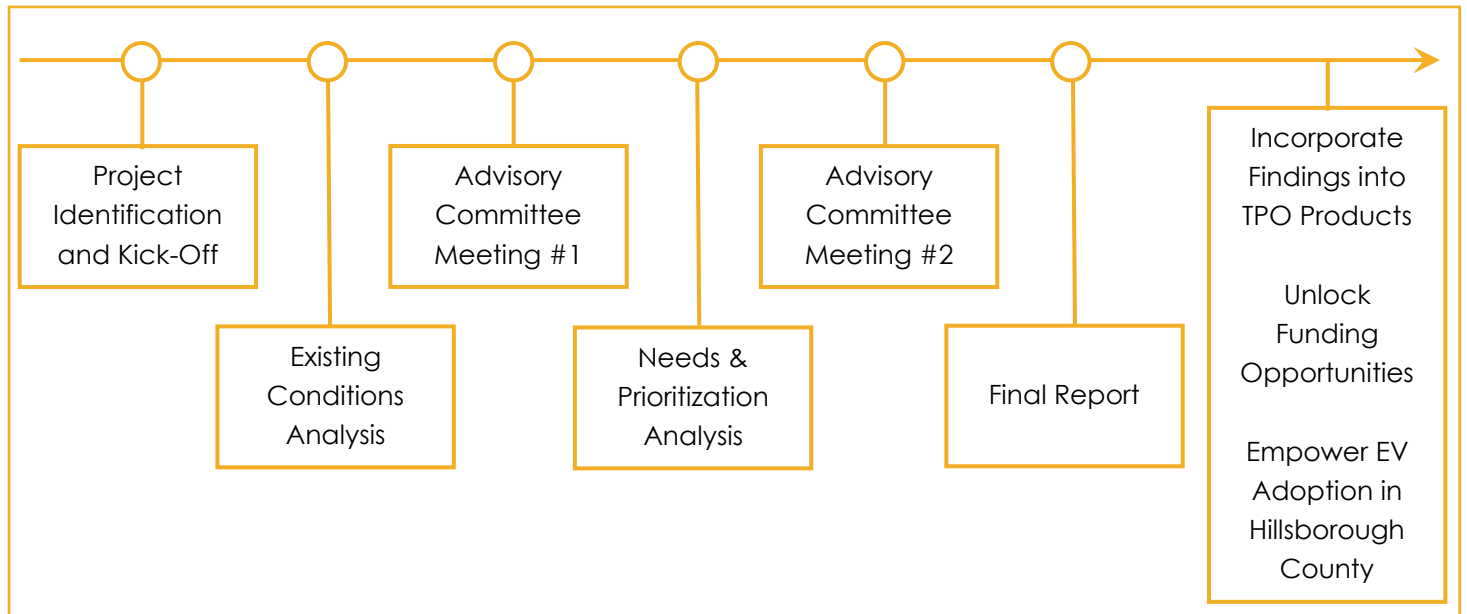 Project
Identification
and Kick-Off
Existing
Conditions
Analysis
Advisory
Committee
Meeting #1
Needs &
Prioritization
Analysis
Advisory
Committee
Meeting #2
Final Report
Incorporate
Findings into
TPO Products
Unlock
Funding
Opportunities
Empower EV
Adoption in
Hillsborough
County